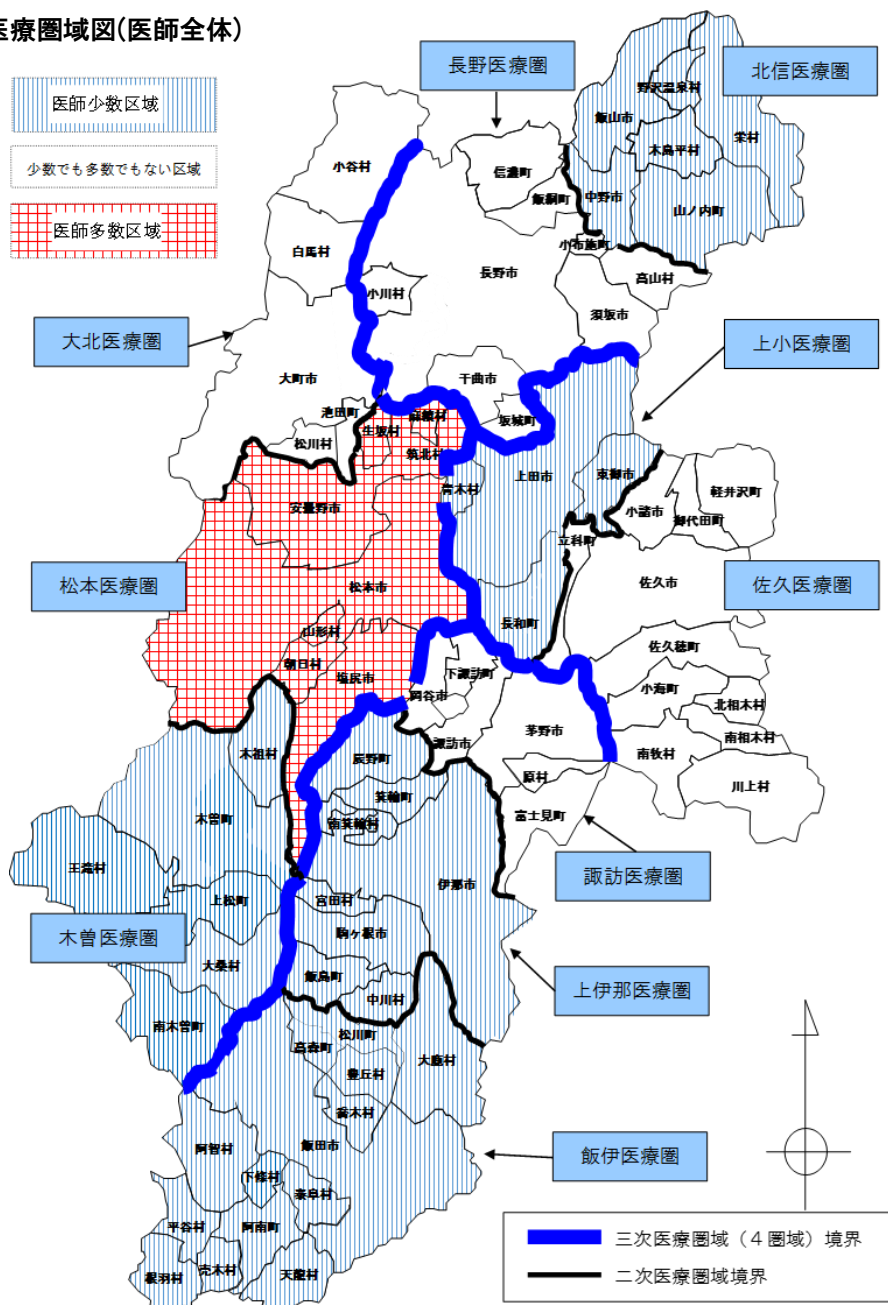 医療圏域図(医師全体)
医師少数区域
少数でも多数でもない区域
医師多数区域
長野医療圏
北信医療圏
野沢温泉村
飯山市
栄村
木島平村
小谷村
信濃町
飯綱町
中野市
山ノ内町
白馬村
小布施町
長野市
高山村
小川村
須坂市
大北医療圏
上小医療圏
大町市
千曲市
池田町
麻績村
坂城町
生坂村
松川村
筑北村
上田市
東御市
青木村
軽井沢町
安曇野市
小諸市
御代田町
立科町
松本医療圏
松本市
佐久市
佐久医療圏
長和町
山形村
佐久穂町
朝日村
塩尻市
下諏訪町
小海町
岡谷市
北相木村
茅野市
諏訪市
南相木村
木祖村
辰野町
南牧村
原村
川上村
箕輪町
木曽町
南箕輪村
富士見町
王滝村
諏訪医療圏
伊那市
上松町
宮田村
木曽医療圏
駒ヶ根市
大桑村
飯島町
上伊那医療圏
中川村
南木曽町
松川町
高森町
大鹿村
豊丘村
喬木村
阿智村
飯田市
飯伊医療圏
下條村
泰阜村
平谷村
阿南町
売木村
天龍村
根羽村
三次医療圏域（４圏域）境界
二次医療圏域境界